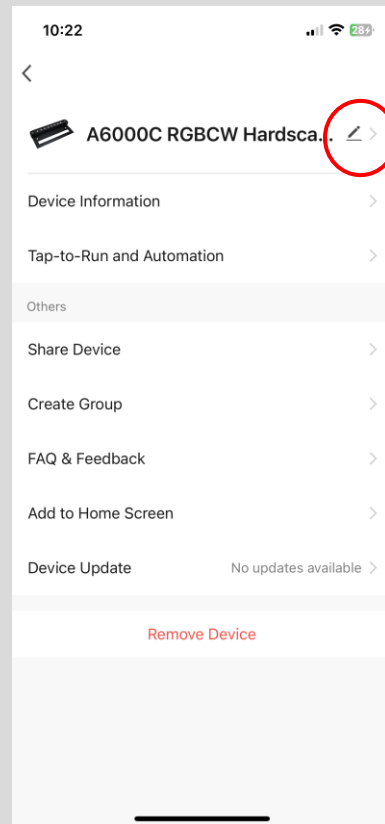 10:22
28
A6000C RGBCW Hardsca...
Device Information
Tap-to-Run and Automation
Others
Share Device
Create Group
FAQ & Feedback
Add to Home Screen
Device Update No updates available
Remove Device